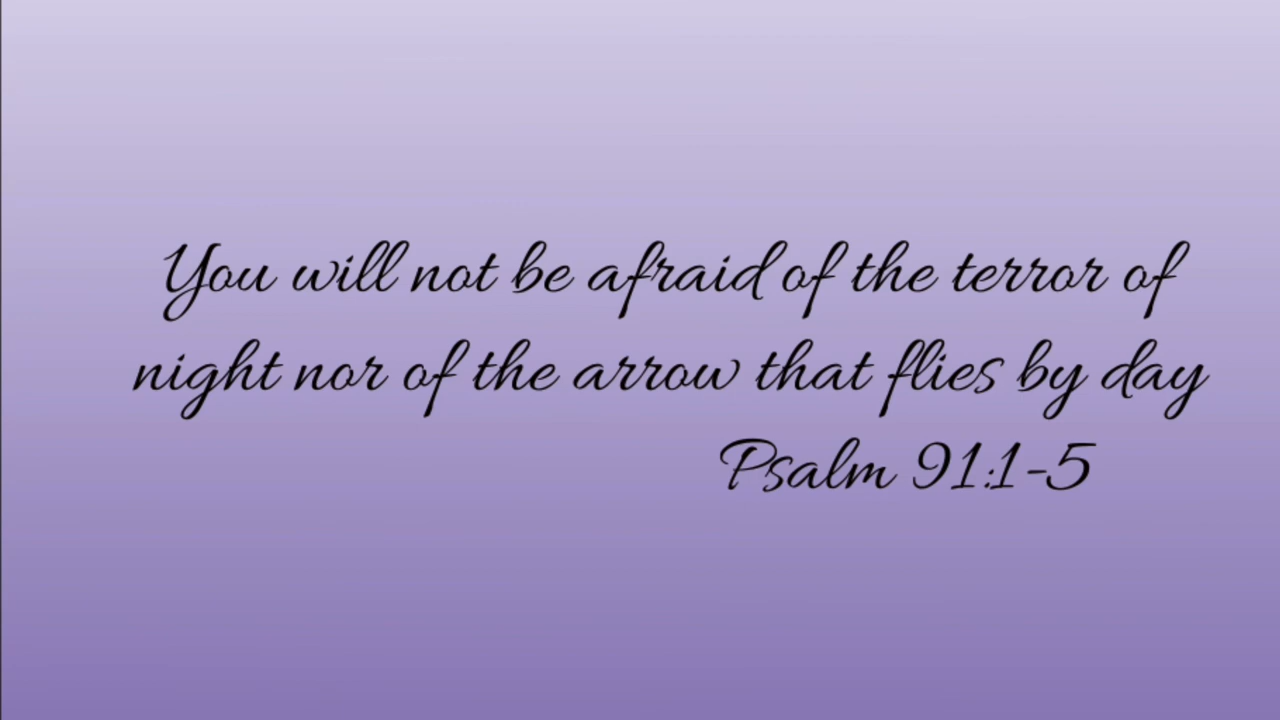 You will not be afraid of the terror of
night nor of the arrow that flies by day
Psalm 91:1-5